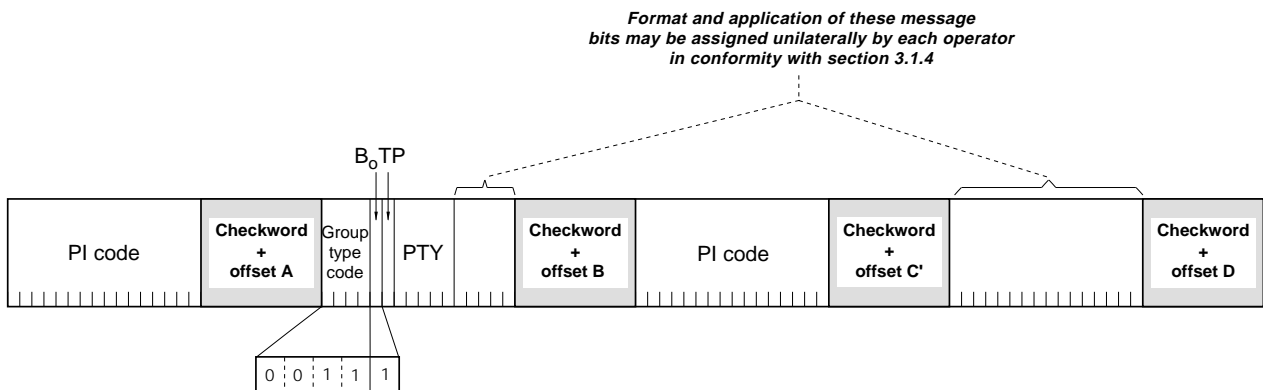 Format and application of these message
bits may be assigned unilaterally by each operator
in conformity with section 3.1.4
BoTP
PI code
Checkword
+
offset A
Group
type
code
PTY
Checkword
+
offset B
PI code
Checkword
+
offset C'
Checkword
+
offset D
0 0 1 1 1